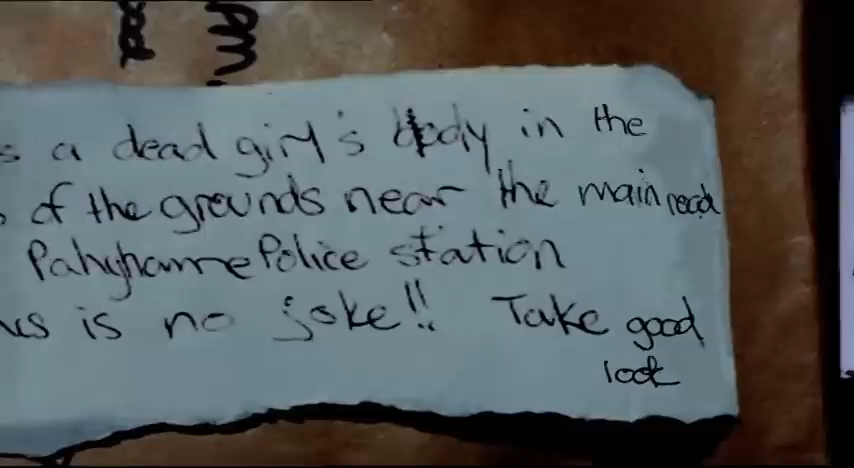 s a dead girl's body in the
of the grounds near the main road
Police station
is is no joke!! Take good
look